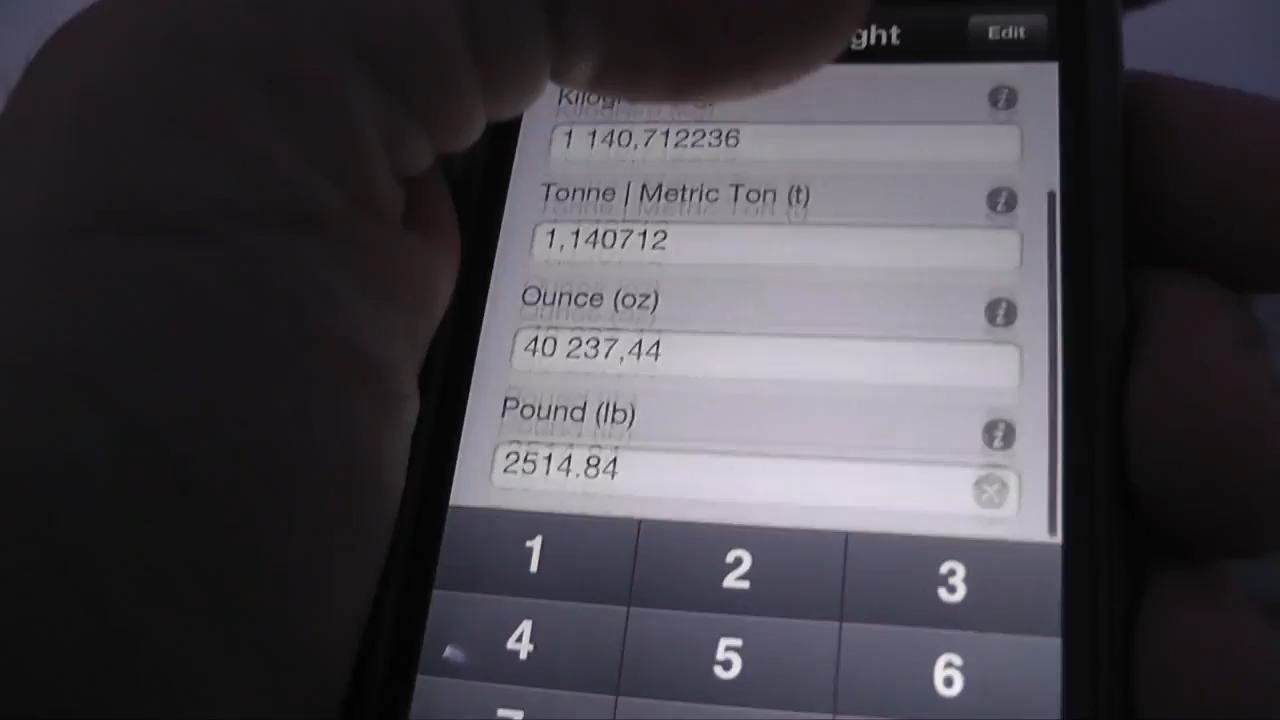 ght Edit
1 140,712236
Tonne | Metric Ton (t)
1,140712
Ounce (oz)
40 237,44
Pound (lb)
2514.84
1 2 3
4 5 6